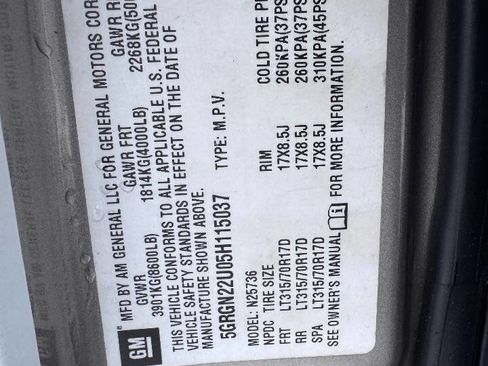 GM
MFD BY AM GENERAL LLC FOR GENERAL MOTORS COR
GVWR GAWR FRT GAWR R
3901KG(8600LB) 1814KG(4000LB) 2268KG(500
THIS VEHICLE CONFORMS TO ALL APPLICABLE U.S. FEDERAL
VEHICLE SAFETY STANDARDS IN EFFECT ON THE DATE OF
MANUFACTURE SHOWN ABOVE.
5GRGN22U05H115037 TYPE: M.P.V.
MODEL: N25736
NPDC TIRE SIZE RIM COLD TIRE P
FRT LT315/70R17D 17X8.5J 260KPA(37PS
RR LT315/70R17D 17X8.5J 260KPA(37PS
SPA LT315/70R17D 17X8.5J 310KPA(45PS
SEE OWNER'S MANUAL FOR MORE INFORMATION.